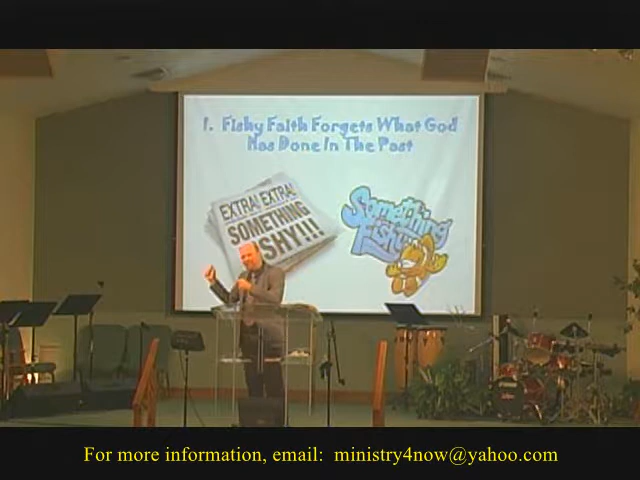 1. Fishy Faith Forgets What God
Has Done In The Past
EXTRA! EXTRA!
SOMETHING
SHY!!!
Something
Fishy
For more information, email: ministry4now@yahoo.com